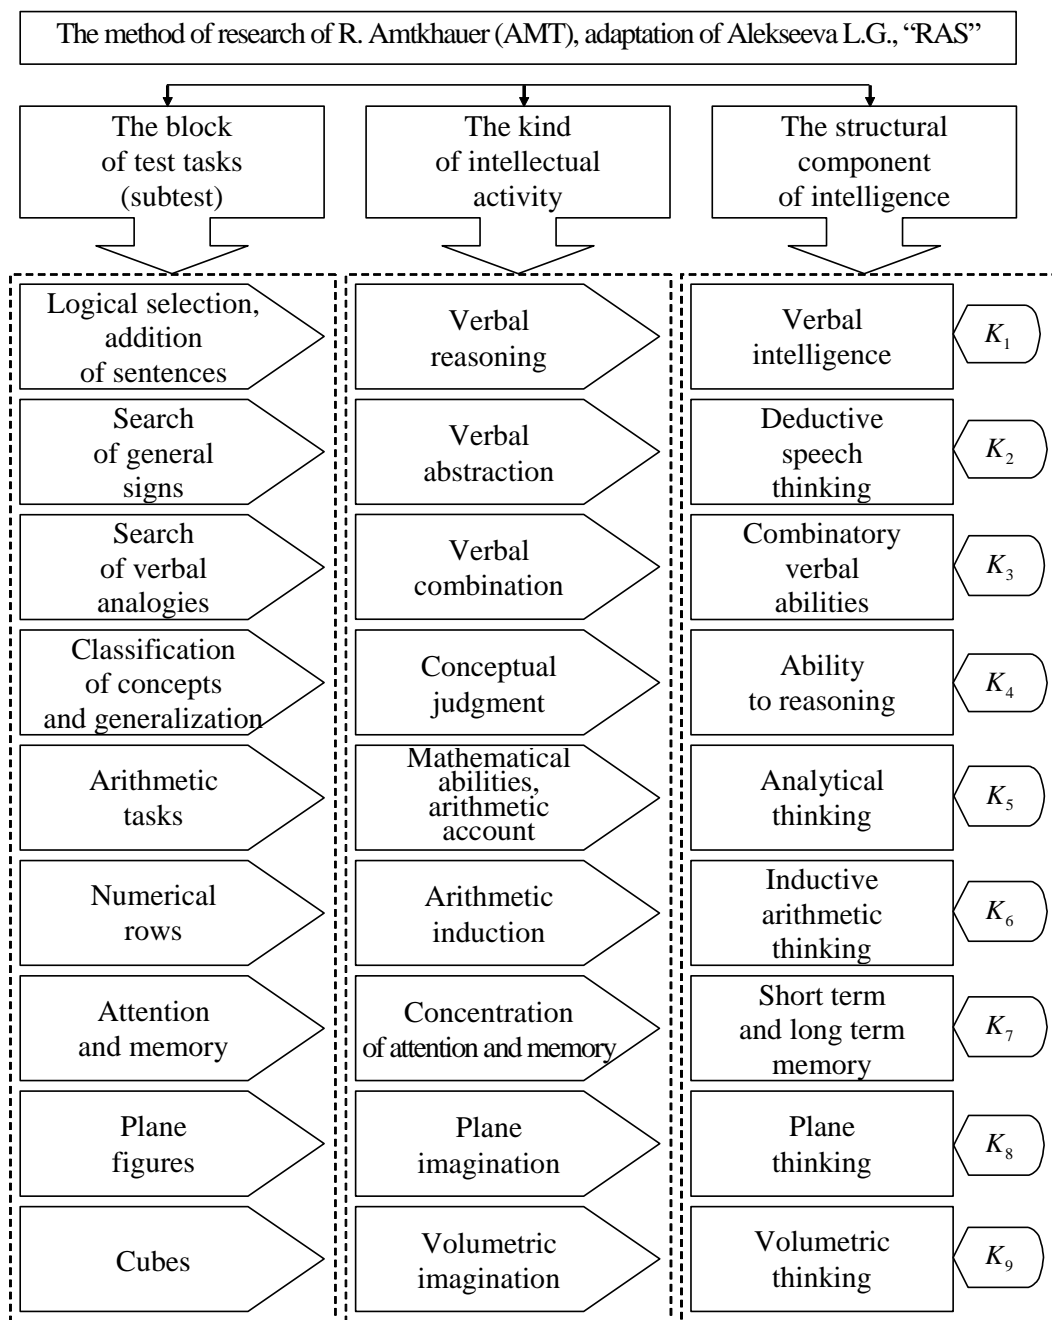 The method of research of R. Amtkhauer (AMT), adaptation of Alekseeva L.G., “RAS”
The block
of test tasks
(subtest)
The kind
of intellectual
activity
The structural
component
of intelligence
Logical selection,
addition
of sentences
Verbal
reasoning
Verbal
intelligence
K1
Search
of general
signs
Verbal
abstraction
Deductive
speech
thinking
K2
Search
of verbal
analogies
Verbal
combination
Combinatory
verbal
abilities
K3
Classification
of concepts
and generalization
Conceptual
judgment
Ability
to reasoning
K4
Arithmetic
tasks
Mathematical
abilities,
arithmetic
account
Analytical
thinking
K5
Numerical
rows
Arithmetic
induction
Inductive
arithmetic
thinking
K6
Attention
and memory
Concentration
of attention and memory
Short term
and long term
memory
K7
Plane
figures
Plane
imagination
Plane
thinking
K8
Cubes
Volumetric
imagination
Volumetric
thinking
K9